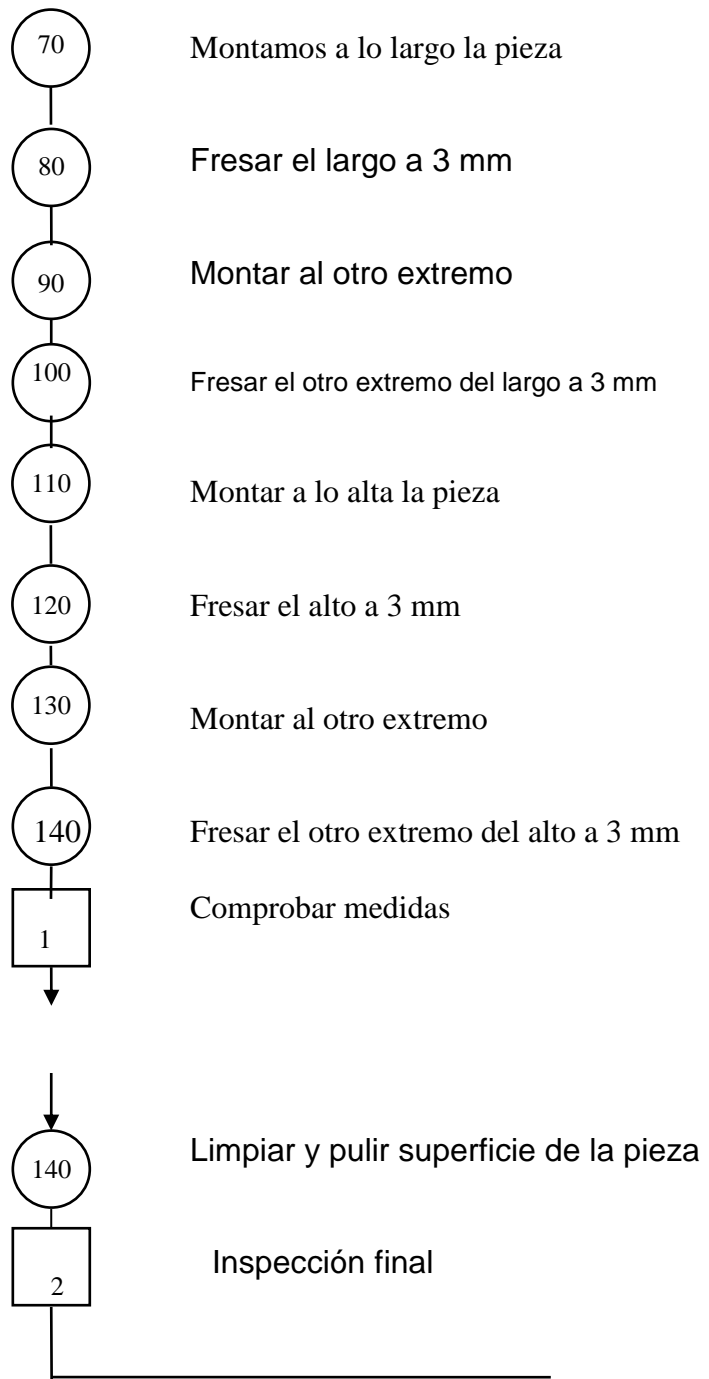 70 Montamos a lo largo la pieza
80 Fresar el largo a 3 mm
90 Montar al otro extremo
100 Fresar el otro extremo del largo a 3 mm
110 Montar a lo alta la pieza
120 Fresar el alto a 3 mm
130 Montar al otro extremo
140 Fresar el otro extremo del alto a 3 mm
Comprobar medidas
1
140 Limpiar y pulir superficie de la pieza
Inspección final
2